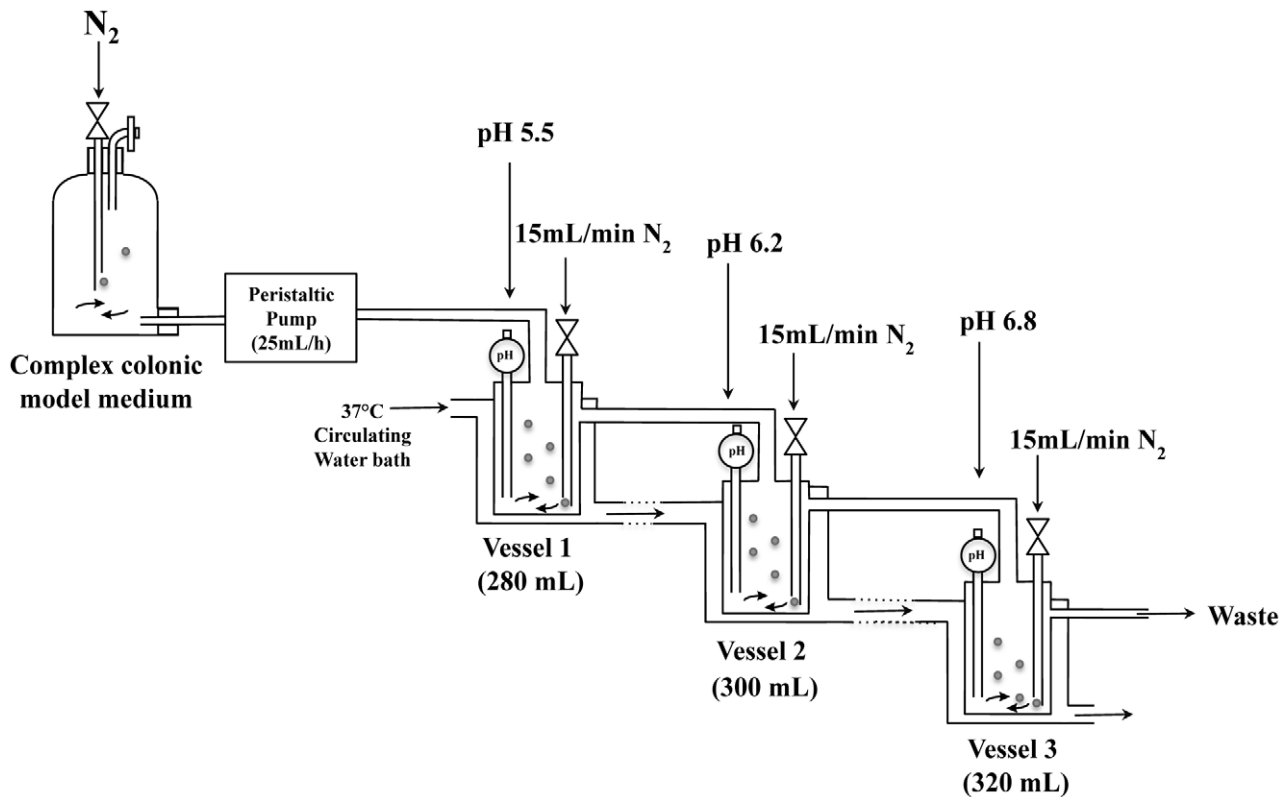 N2
pH 5.5
15mL/min N2
pH 6.2
15mL/min N2
pH 6.8
15mL/min N2
Peristaltic
Pump
(25mL/h)
Complex colonic
model medium
pH
37°C
Circulating
Water bath
pH
pH
Vessel 1
(280 mL)
Vessel 2
(300 mL)
Waste
Vessel 3
(320 mL)